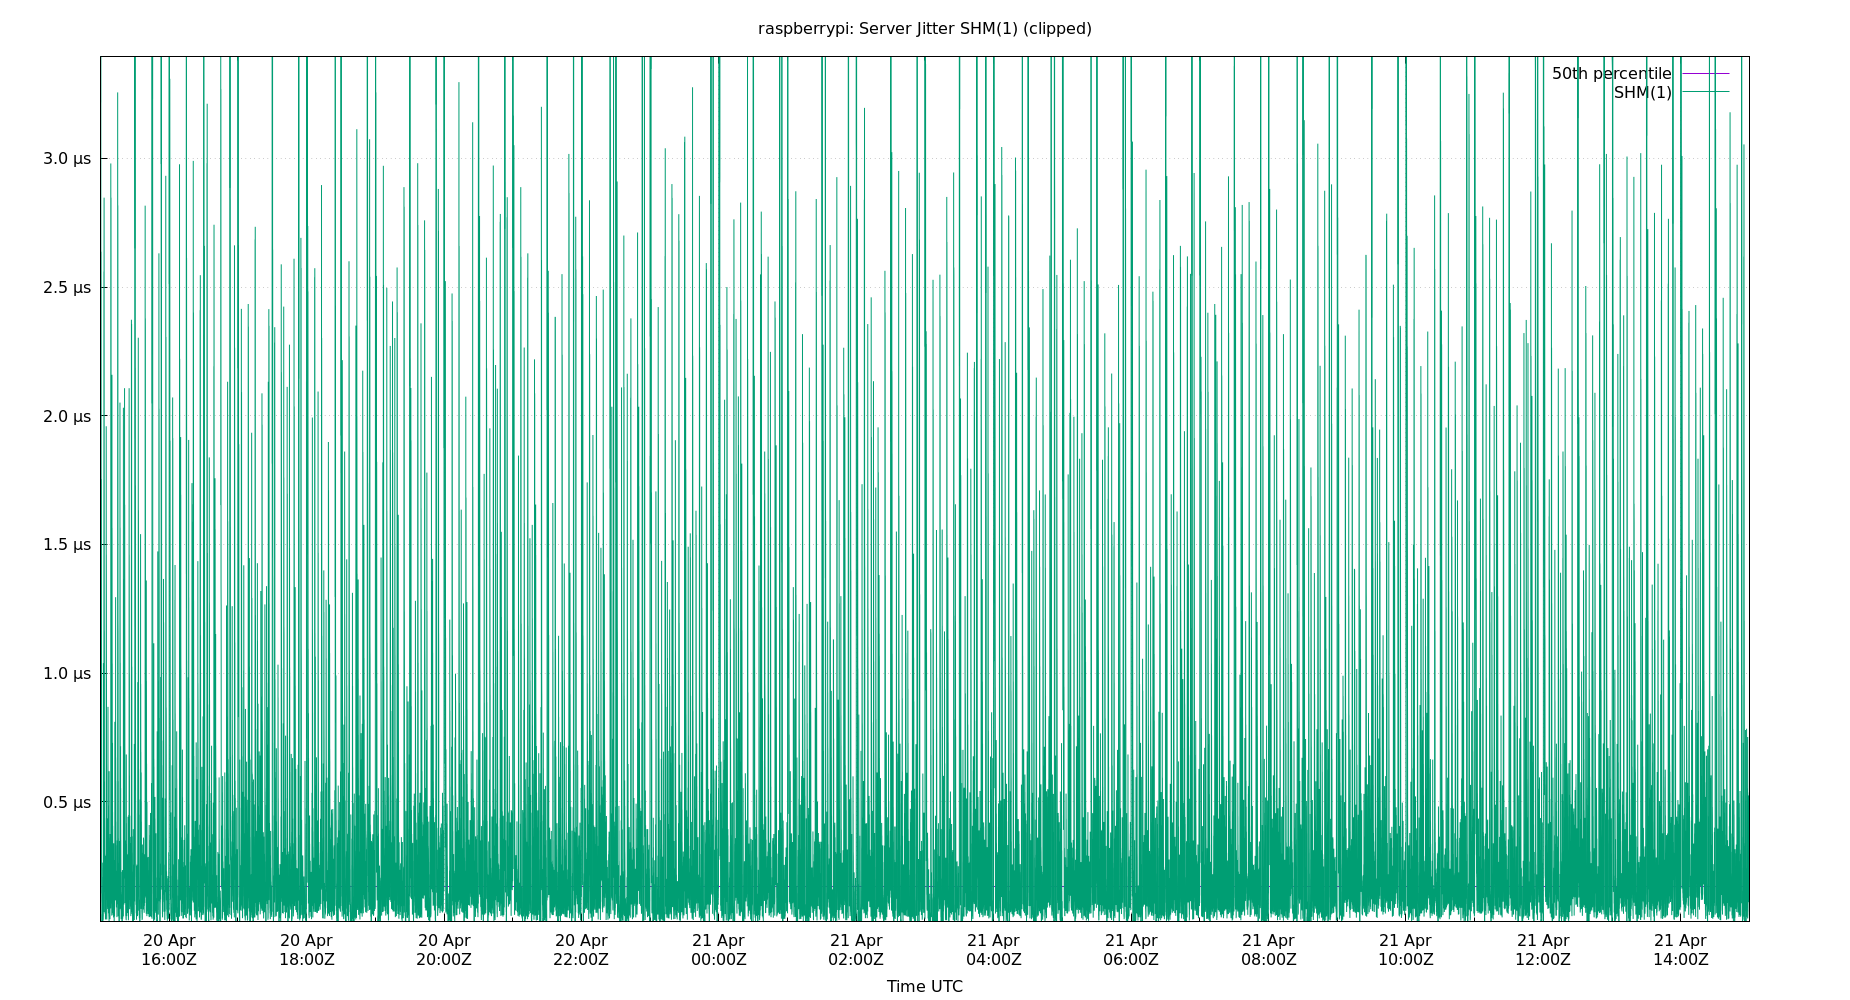 raspberrypi: Server Jitter SHM(1) (clipped)
50th percentile
SHM(1)
3.0 µs
2.5 µs
2.0 µs
1.5 µs
1.0 µs
0.5 µs
20 Apr 20 Apr 20 Apr 20 Apr 21 Apr 21 Apr 21 Apr 21 Apr 21 Apr 21 Apr 21 Apr 21 Apr
16:00Z 18:00Z 20:00Z 22:00Z 00:00Z 02:00Z 04:00Z 06:00Z 08:00Z 10:00Z 12:00Z 14:00Z
Time UTC